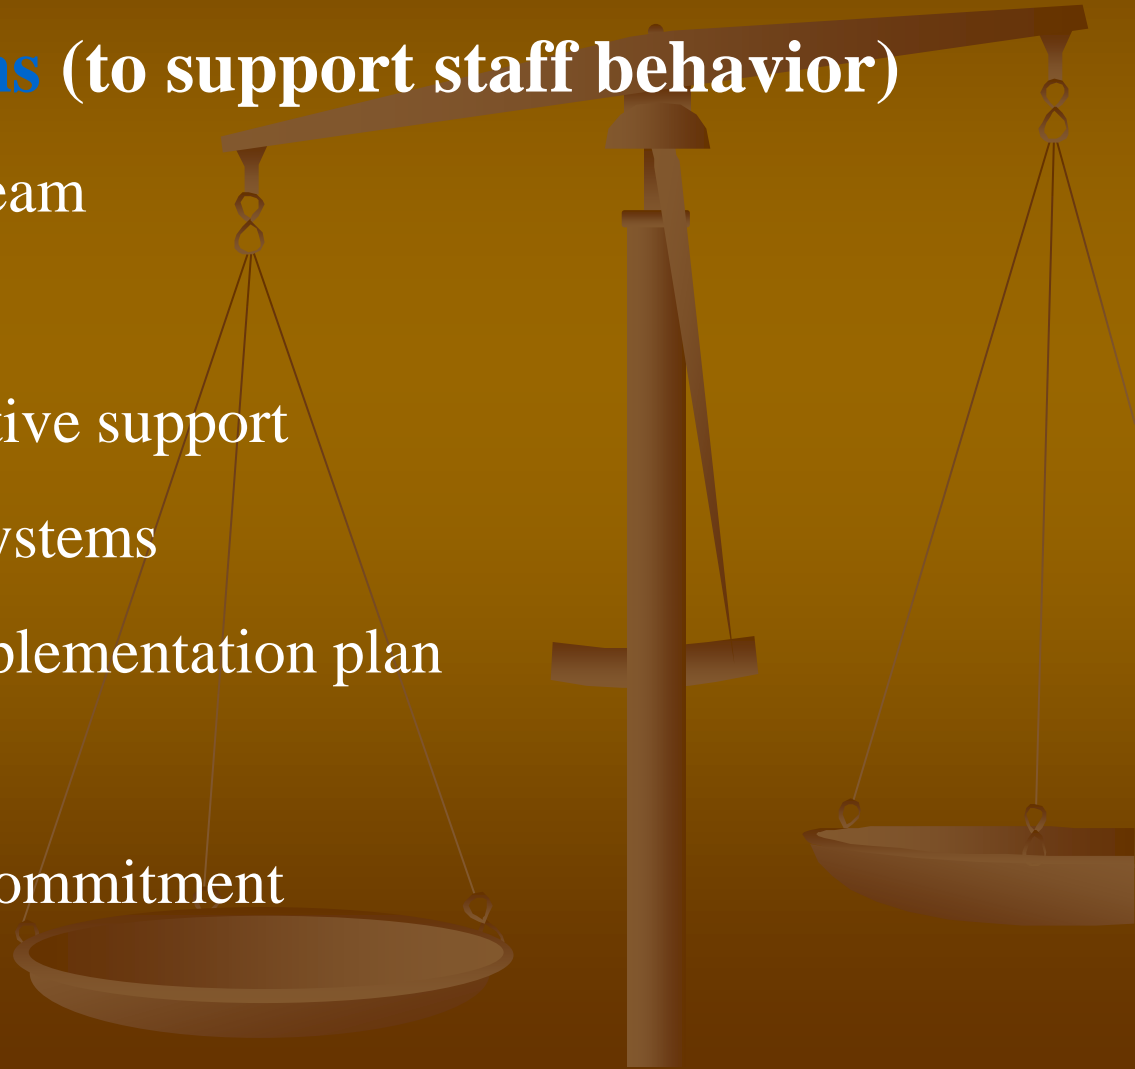 ns (to support staff behavior)
eam
tive support
ystems
plementation plan
ommitment